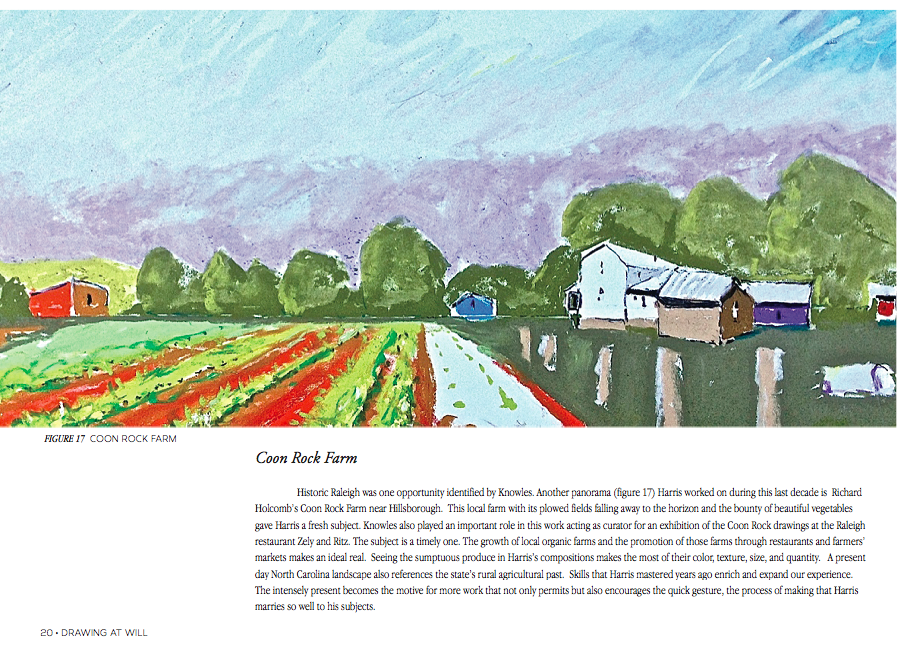 FIGURE 17 COON ROCK FARM
Coon Rock Farm
Historic Raleigh was one opportunity identified by Knowles. Another panorama (figure 17) Harris worked on during this last decade is Richard
Holcomb's Coon Rock Farm near Hillsborough. This local farm with its plowed fields falling away to the horizon and the bounty of beautiful vegetables
gave Harris a fresh subject. Knowles also played an important role in this work acting as curator for an exhibition of the Coon Rock drawings at the Raleigh
restaurant Zely and Ritz. The subject is a timely one. The growth of local organic farms and the promotion of those farms through restaurants and farmers'
markets makes an ideal real. Seeing the sumptuous produce in Harris's compositions makes the most of their color, texture, size, and quantity. A present
day North Carolina landscape also references the state's rural agricultural past. Skills that Harris mastered years ago enrich and expand our experience.
The intensely present becomes the motive for more work that not only permits but also encourages the quick gesture, the process of making that Harris
marries so well to his subjects.
20 • DRAWING AT WILL